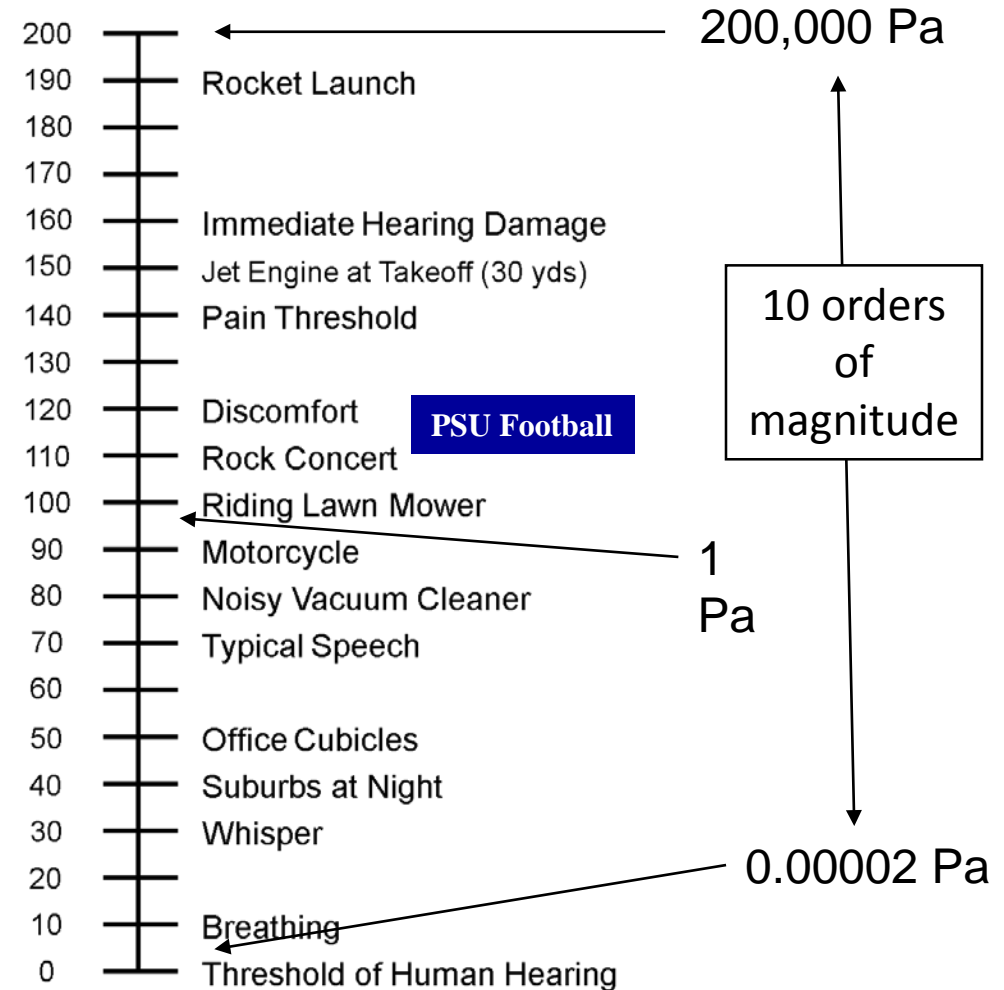 200
200,000 Pa
190 Rocket Launch
180
170
160 Immediate Hearing Damage
150 Jet Engine at Takeoff (30 yds)
140 Pain Threshold
10 orders
of
magnitude
130
120 Discomfort
PSU Football
110 Rock Concert
100 Riding Lawn Mower
90 Motorcycle
1
Pa
80 Noisy Vacuum Cleaner
70 Typical Speech
60
50 Office Cubicles
40 Suburbs at Night
30 Whisper
20
0.00002 Pa
10 Breathing
0 Threshold of Human Hearing